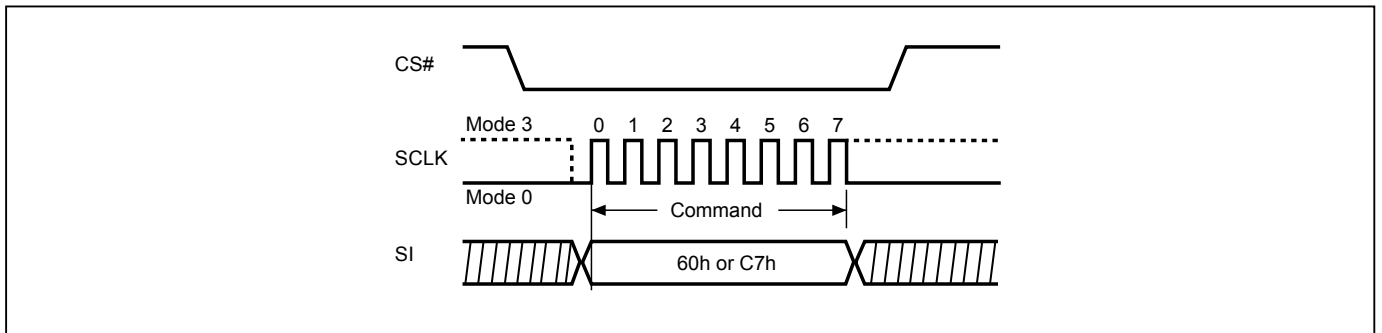 CS#
Mode 3
0 1 2 3 4 5 6 7
SCLK
Mode 0
Command
SI
60h or C7h